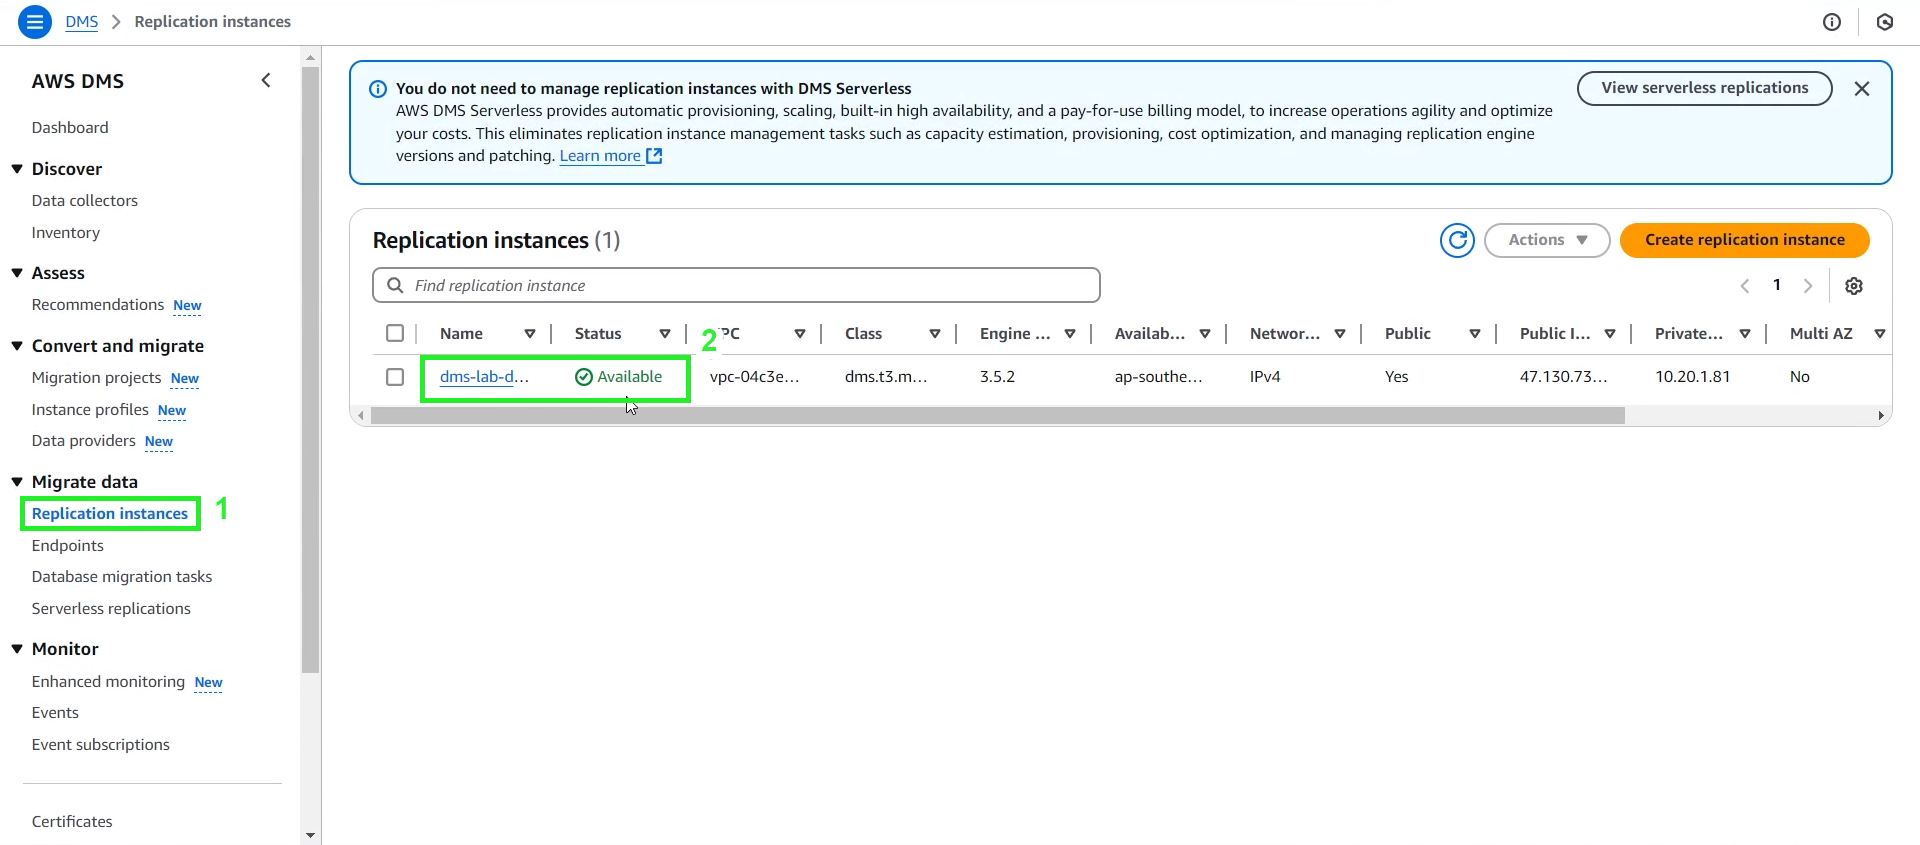 DMS > Replication instances
AWS DMS
Dashboard
Discover
Data collectors
Inventory
Assess
Recommendations New
Convert and migrate
Migration projects New
Instance profiles New
Data providers New
Migrate data
Replication instances 1
Endpoints
Database migration tasks
Serverless replications
Monitor
Enhanced monitoring New
Events
Event subscriptions
Certificates
You do not need to manage replication instances with DMS Serverless
AWS DMS Serverless provides automatic provisioning, scaling, built-in high availability, and a pay-for-use billing model, to increase operations agility and optimize
your costs. This eliminates replication instance management tasks such as capacity estimation, provisioning, cost optimization, and managing replication engine
versions and patching. Learn more
View serverless replications
Replication instances (1)
Actions
Create replication instance
Find replication instance
1
Name Status 2 PC Class Engine ... Availab... Networ... Public Public I... Private... Multi AZ
dms-lab-d... Available vpc-04c3e... dms.t3.m... 3.5.2 ap-southe... IPv4 Yes 47.130.73... 10.20.1.81 No